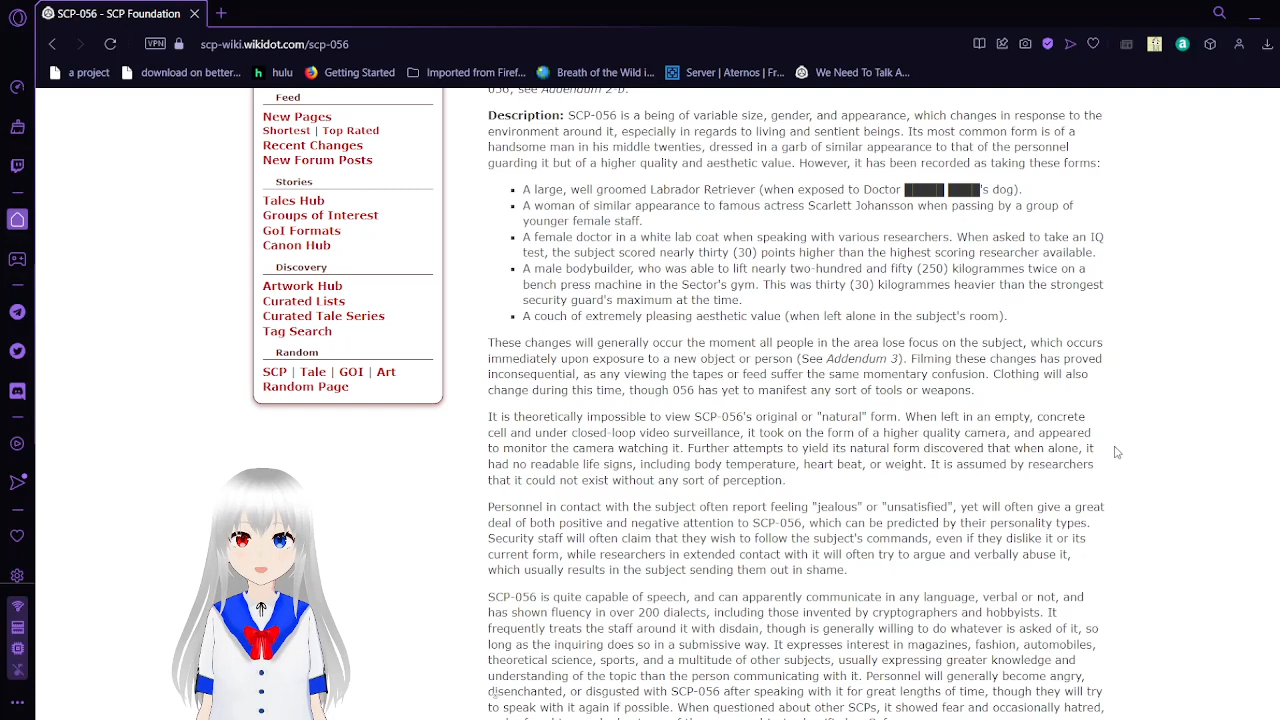 SCP-056 - SCP Foundation
VPN
scp-wiki.wikidot.com/scp-056
a project
download on better...
hulu
Getting Started
Imported from Firef...
Breath of the Wild i...
Server | Aternos | Fr...
We Need To Talk A...
Feed
New Pages
Shortest | Top Rated
Recent Changes
New Forum Posts
Stories
Tales Hub
Groups of Interest
GoI Formats
Canon Hub
Discovery
Artwork Hub
Curated Lists
Curated Tale Series
Tag Search
Random
SCP | Tale | GOI | Art
Random Page
056, see Addendum 2-b.
Description: SCP-056 is a being of variable size, gender, and appearance, which changes in response to the
environment around it, especially in regards to living and sentient beings. Its most common form is of a
handsome man in his middle twenties, dressed in a garb of similar appearance to that of the personnel
guarding it but of a higher quality and aesthetic value. However, it has been recorded as taking these forms:
A large, well groomed Labrador Retriever (when exposed to Doctor █████ ████'s dog).
A woman of similar appearance to famous actress Scarlett Johansson when passing by a group of
younger female staff.
A female doctor in a white lab coat when speaking with various researchers. When asked to take an IQ
test, the subject scored nearly thirty (30) points higher than the highest scoring researcher available.
A male bodybuilder, who was able to lift nearly two-hundred and fifty (250) kilogrammes twice on a
bench press machine in the Sector's gym. This was thirty (30) kilogrammes heavier than the strongest
security guard's maximum at the time.
A couch of extremely pleasing aesthetic value (when left alone in the subject's room).
These changes will generally occur the moment all people in the area lose focus on the subject, which occurs
immediately upon exposure to a new object or person (See Addendum 3). Filming these changes has proved
inconsequential, as any viewing the tapes or feed suffer the same momentary confusion. Clothing will also
change during this time, though 056 has yet to manifest any sort of tools or weapons.
It is theoretically impossible to view SCP-056's original or "natural" form. When left in an empty, concrete
cell and under closed-loop video surveillance, it took on the form of a higher quality camera, and appeared
to monitor the camera watching it. Further attempts to yield its natural form discovered that when alone, it
had no readable life signs, including body temperature, heart beat, or weight. It is assumed by researchers
that it could not exist without any sort of perception.
Personnel in contact with the subject often report feeling "jealous" or "unsatisfied", yet will often give a great
deal of both positive and negative attention to SCP-056, which can be predicted by their personality types.
Security staff will often claim that they wish to follow the subject's commands, even if they dislike it or its
current form, while researchers in extended contact with it will often try to argue and verbally abuse it,
which usually results in the subject sending them out in shame.
SCP-056 is quite capable of speech, and can apparently communicate in any language, verbal or not, and
has shown fluency in over 200 dialects, including those invented by cryptographers and hobbyists. It
frequently treats the staff around it with disdain, though is generally willing to do whatever is asked of it, so
long as the inquiring does so in a submissive way. It expresses interest in magazines, fashion, automobiles,
theoretical science, sports, and a multitude of other subjects, usually expressing greater knowledge and
understanding of the topic than the person communicating with it. Personnel will generally become angry,
disenchanted, or disgusted with SCP-056 after speaking with it for great lengths of time, though they will try
to speak with it again if possible. When questioned about other SCPs, it showed fear and occasionally hatred,